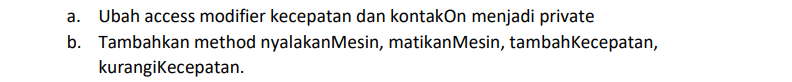 a. Ubah access modifier kecepatan dan kontakOn menjadi private
b. Tambahkan method nyalakanMesin, matikanMesin, tambahKecepatan,
kurangiKecepatan.